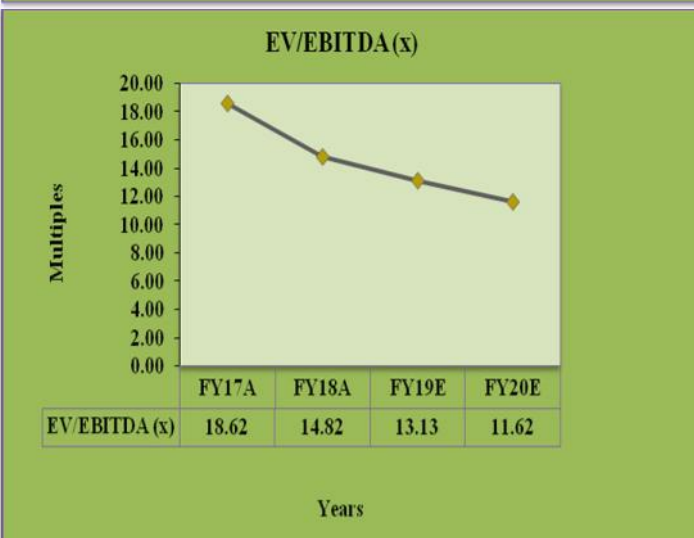 EV/EBITDA (x)
20.00
18.00
16.00
14.00
12.00
10.00
8.00
6.00
4.00
2.00
0.00
Multiples
FY17A FY18A FY19E FY20E
EV/EBITDA (x) 18.62 14.82 13.13 11.62
Years